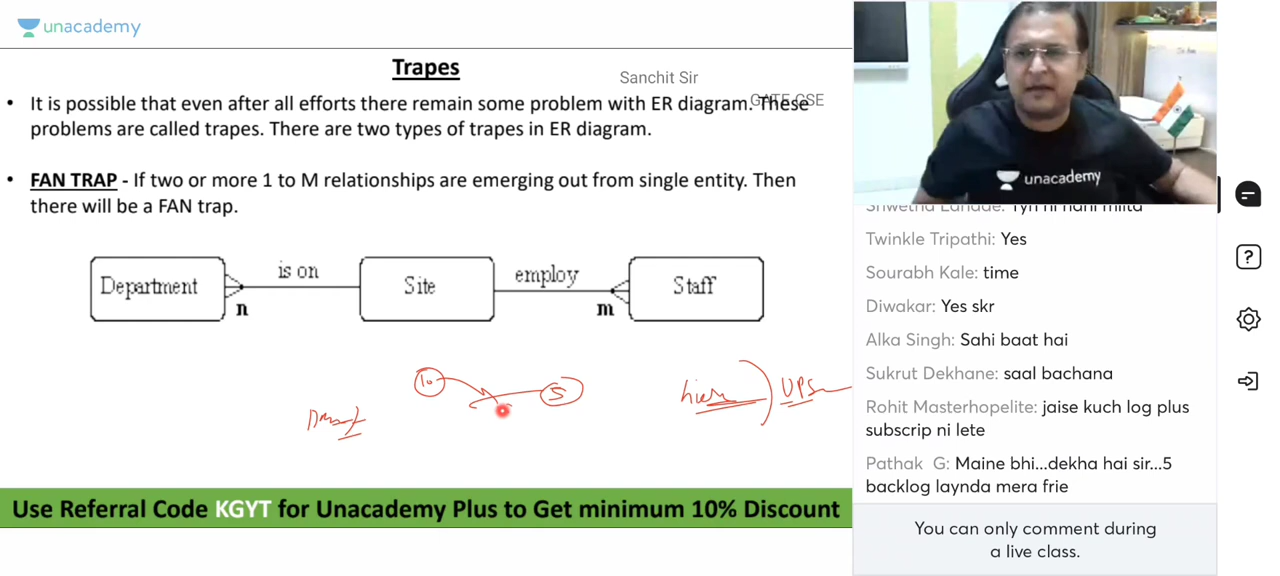 unacademy
Trapes
Sanchit Sir
GATE CSE
• It is possible that even after all efforts there remain some problem with ER diagram. These
problems are called trapes. There are two types of trapes in ER diagram.
• FAN TRAP - If two or more 1 to M relationships are emerging out from single entity. Then
there will be a FAN trap.
Department
n
is on
Site
employ
m
Staff
10
5
UPSC
Use Referral Code KGYT for Unacademy Plus to Get minimum 10% Discount
unacademy
Twinkle Tripathi: Yes
Sourabh Kale: time
Diwakar: Yes skr
Alka Singh: Sahi baat hai
Sukrut Dekhane: saal bachana
Rohit Masterhopelite: jaise kuch log plus
subscrip ni lete
Pathak G: Maine bhi...dekha hai sir...5
backlog laynda mera frie
You can only comment during
a live class.